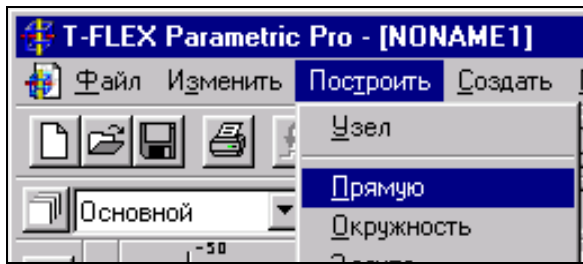 T-FLEX Parametric Pro - [NONAME1]
Файл Изменить Построить Создать
Узел
Прямую
Основной
Окружность
-50